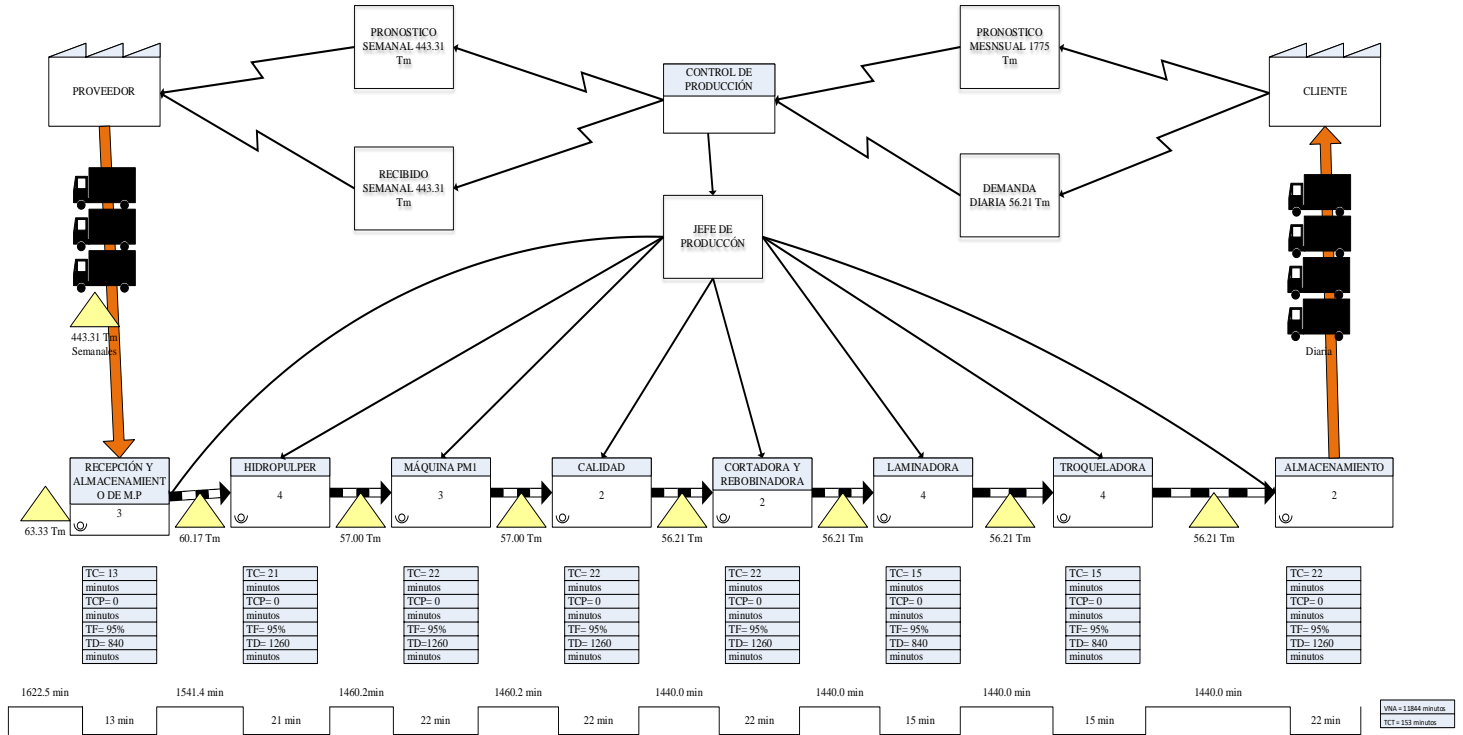 PROVEEDOR
PRONOSTICO
SEMANAL 443.31
Tm
CONTROL DE
PRODUCCIÓN
PRONOSTICO
MESNSUAL 1775
Tm
CLIENTE
RECIBIDO
SEMANAL 443.31
Tm
DEMANDA
DIARIA 56.21 Tm
JEFE DE
PRODUCCÓN
443.31 Tm
Semanales
Diaria
RECEPCIÓN Y
ALMACENAMIENT
O DE M.P
3
HIDROPULPER
4
MÁQUINA PM1
3
CALIDAD
2
CORTADORA Y
REBOBINADORA
2
LAMINADORA
4
TROQUELADORA
4
ALMACENAMIENTO
2
63.33 Tm
60.17 Tm
57.00 Tm
57.00 Tm
56.21 Tm
56.21 Tm
56.21 Tm
56.21 Tm
TC= 13
minutos
TCP= 0
minutos
TF= 95%
TD= 840
minutos
TC= 21
minutos
TCP= 0
minutos
TF= 95%
TD= 1260
minutos
TC= 22
minutos
TCP= 0
minutos
TF= 95%
TD=1260
minutos
TC= 22
minutos
TCP= 0
minutos
TF= 95%
TD= 1260
minutos
TC= 22
minutos
TCP= 0
minutos
TF= 95%
TD= 1260
minutos
TC= 15
minutos
TCP= 0
minutos
TF= 95%
TD= 840
minutos
TC= 15
minutos
TCP= 0
minutos
TF= 95%
TD= 840
minutos
TC= 22
minutos
TCP= 0
minutos
TF= 95%
TD= 1260
minutos
1622.5 min
1541.4 min
1460.2min
1460.2 min
1440.0 min
1440.0 min
1440.0 min
1440.0 min
13 min
21 min
22 min
22 min
22 min
15 min
15 min
22 min
VNA = 11844 minutos
TCT = 153 minutos